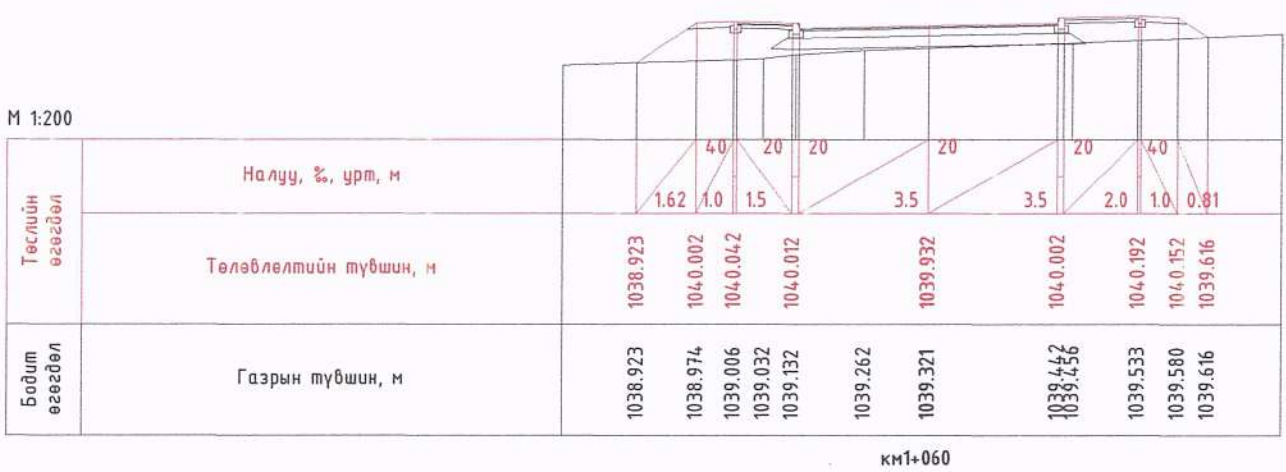 М 1:200
Төслийн
өгөгдөл
Налуу, ‰, урт, м
40 20 20 20 20 40
1.62 1.0 1.5 3.5 3.5 2.0 1.0 0.81
Төлөвлөлтийн түвшин, м
1038.923 1040.002 1040.042 1040.012 1039.932 1040.002 1040.192 1040.152 1039.616
Бодит
өгөгдөл
Газрын түвшин, м
1038.923 1038.974 1039.006 1039.032 1039.132 1039.262 1039.321 1039.442 1039.456 1039.533 1039.580 1039.616
км1+060